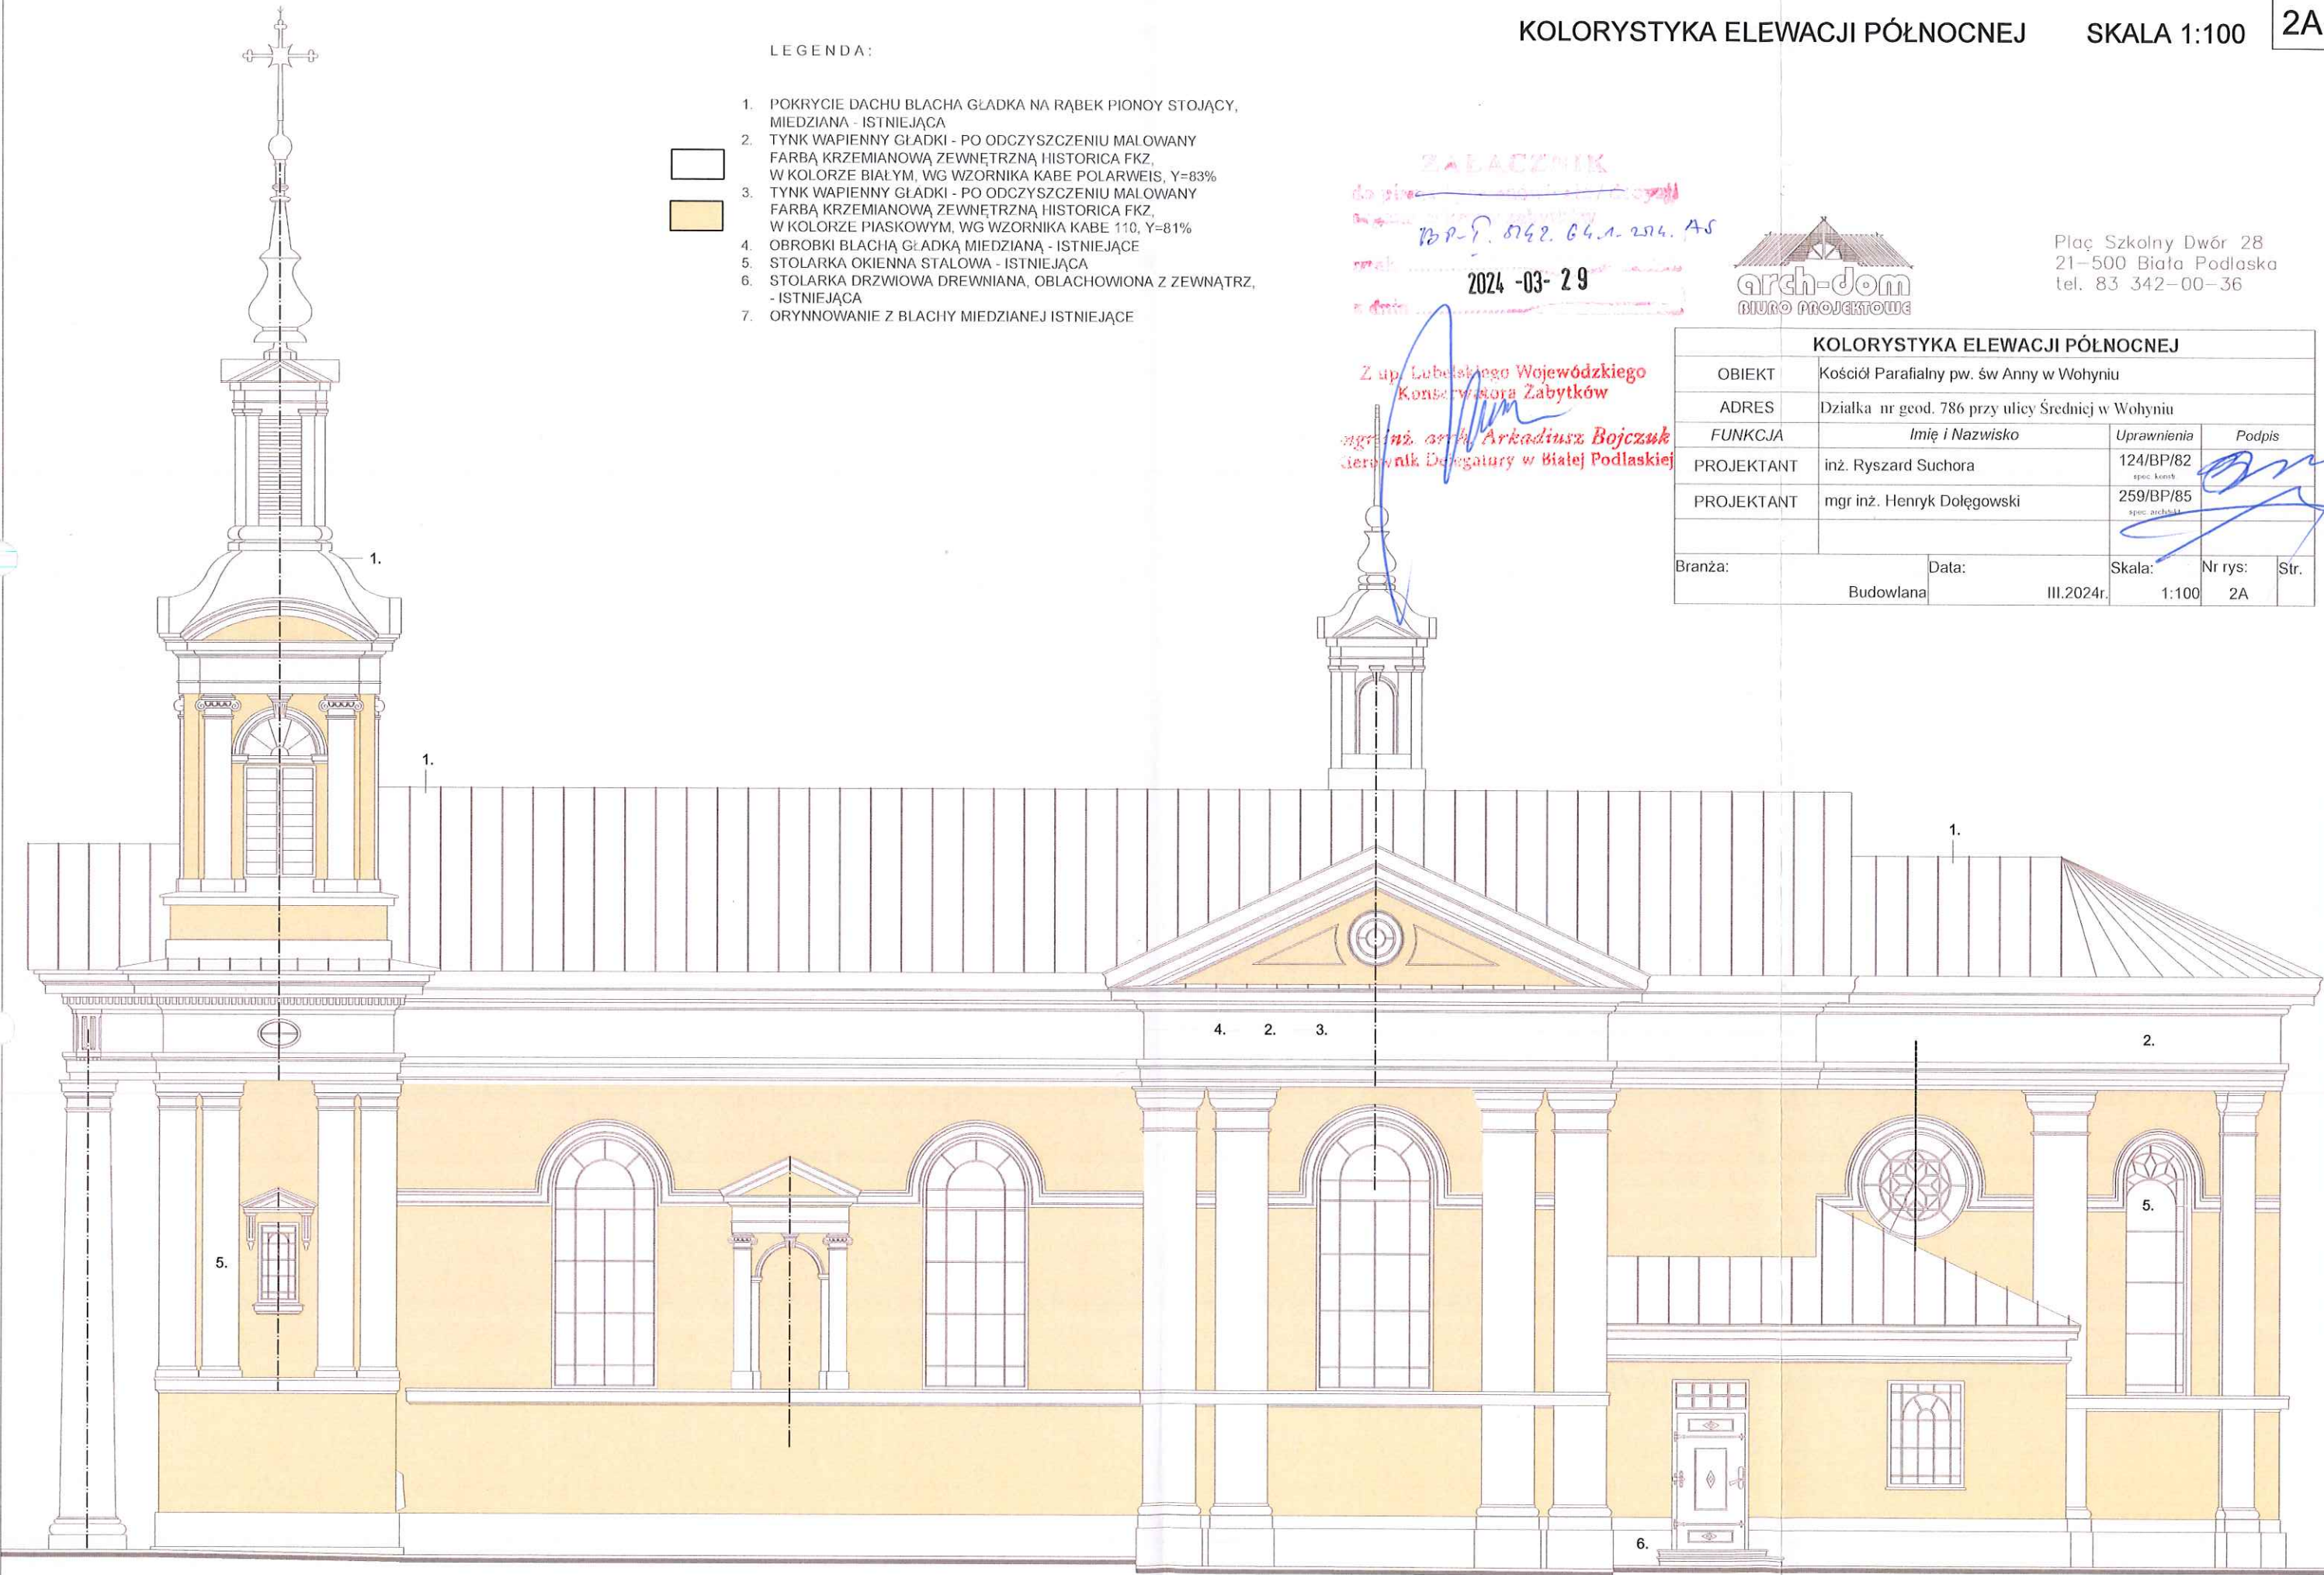 KOLORYSTYKA ELEWACJI PÓŁNOCNEJ SKALA 1:100 2A
LEGENDA:
1. POKRYCIE DACHU BLACHA GŁADKA NA RĄBEK PIONOY STOJĄCY,
MIEDZIANA - ISTNIEJĄCA
2. TYNK WAPIENNY GŁADKI - PO ODCZYSZCZENIU MALOWANY
FARBĄ KRZEMIANOWĄ ZEWNĘTRZNĄ HISTORICA FKZ,
W KOLORZE BIAŁYM, WG WZORNIKA KABE POLARWEIS, Y=83%
3. TYNK WAPIENNY GŁADKI - PO ODCZYSZCZENIU MALOWANY
FARBĄ KRZEMIANOWĄ ZEWNĘTRZNĄ HISTORICA FKZ,
W KOLORZE PIASKOWYM, WG WZORNIKA KABE 110, Y=81%
4. OBROBKI BLACHĄ GŁADKĄ MIEDZIANĄ - ISTNIEJĄCE
5. STOLARKA OKIENNA STALOWA - ISTNIEJĄCA
6. STOLARKA DRZWIOWA DREWNIANA, OBLACHOWIONA Z ZEWNĄTRZ,
- ISTNIEJĄCA
7. ORYNNOWANIE Z BLACHY MIEDZIANEJ ISTNIEJĄCE
ZAŁĄCZNIK
2024 -03- 29
Z up. Lubelskiego Wojewódzkiego
Konserwatora Zabytków
mgr inż. arch. Arkadiusz Bojczuk
Kierownik Delegatury w Białej Podlaskiej
arch-dom
BIURO PROJEKTOWE
Plac Szkolny Dwór 28
21-500 Biała Podlaska
tel. 83 342-00-36
KOLORYSTYKA ELEWACJI PÓŁNOCNEJ
OBIEKT Kościół Parafialny pw. św Anny w Wohyniu
ADRES Działka nr geod. 786 przy ulicy Średniej w Wohyniu
FUNKCJA Imię i Nazwisko Uprawnienia Podpis
PROJEKTANT inż. Ryszard Suchora 124/BP/82
spec. konstr.
PROJEKTANT mgr inż. Henryk Dołęgowski 259/BP/85
spec. architekt.
Branża: Data: Skala: Nr rys: Str.
Budowlana III.2024r. 1:100 2A
1.
1.
1.
4. 2. 3.
2.
5.
5.
6.